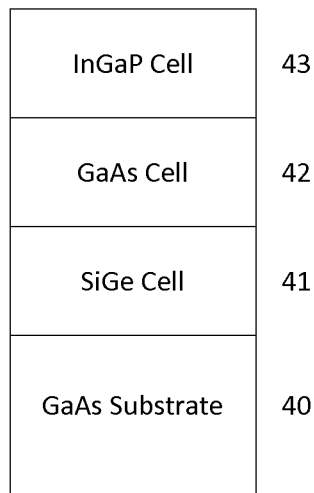 InGaP Cell 43
GaAs Cell 42
SiGe Cell 41
GaAs Substrate 40